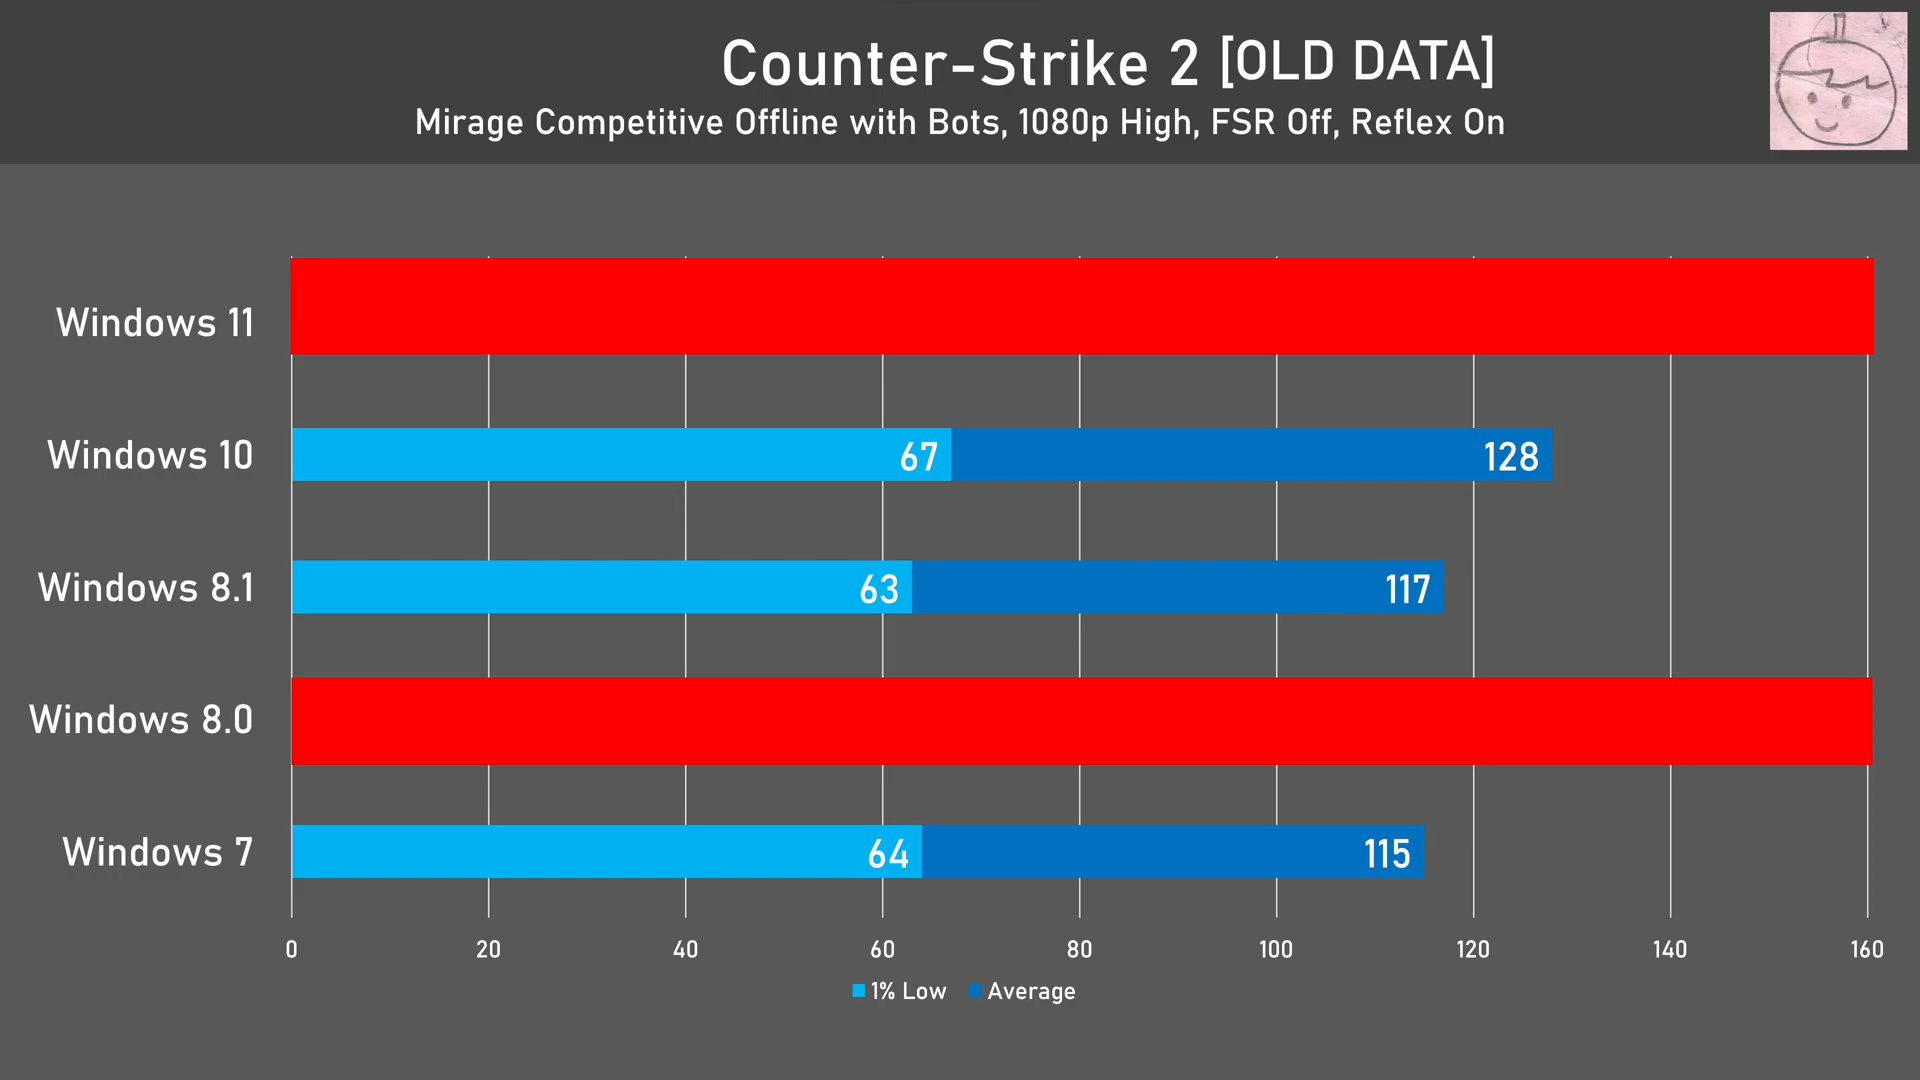 Counter-Strike 2 [OLD DATA]
Mirage Competitive Offline with Bots, 1080p High, FSR Off, Reflex On
Windows 11
Windows 10
67
128
Windows 8.1
63
117
Windows 8.0
Windows 7
64
115
0 20 40 60 80 100 120 140 160
1% Low Average